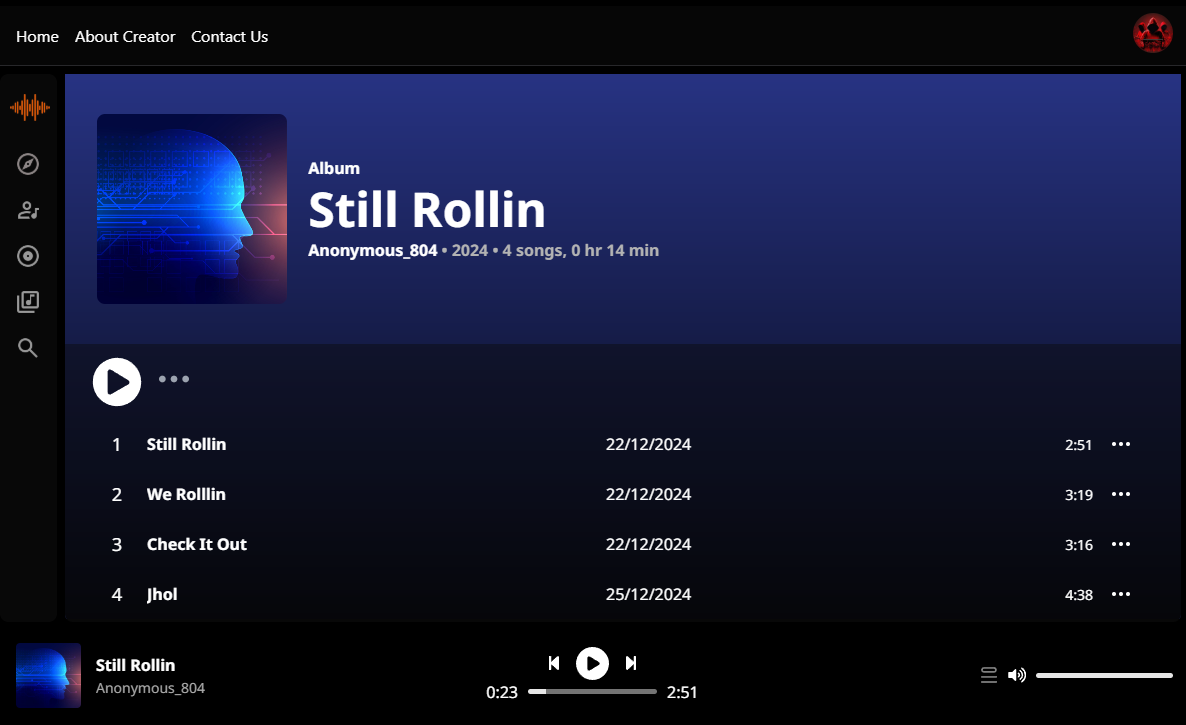 Home About Creator Contact Us
Album
Still Rollin
Anonymous_804 • 2024 • 4 songs, 0 hr 14 min
1 Still Rollin 22/12/2024 2:51
2 We Rolllin 22/12/2024 3:19
3 Check It Out 22/12/2024 3:16
4 Jhol 25/12/2024 4:38
Still Rollin
Anonymous_804
0:23 2:51